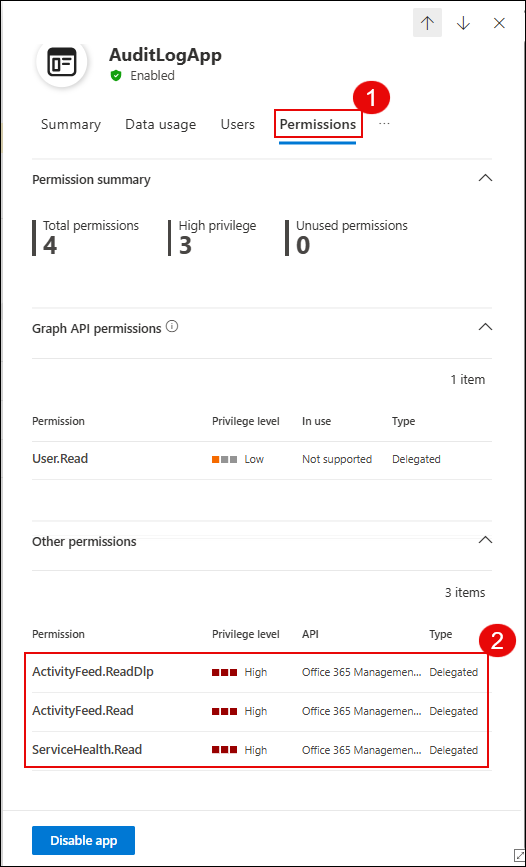 AuditLogApp
Enabled
1
Summary Data usage Users Permissions ...
Permission summary
Total permissions High privilege Unused permissions
4 3 0
Graph API permissions
1 item
Permission Privilege level In use Type
User.Read Low Not supported Delegated
Other permissions
3 items
2
Permission Privilege level API Type
ActivityFeed.ReadDlp High Office 365 Managemen... Delegated
ActivityFeed.Read High Office 365 Managemen... Delegated
ServiceHealth.Read High Office 365 Managemen... Delegated
Disable app